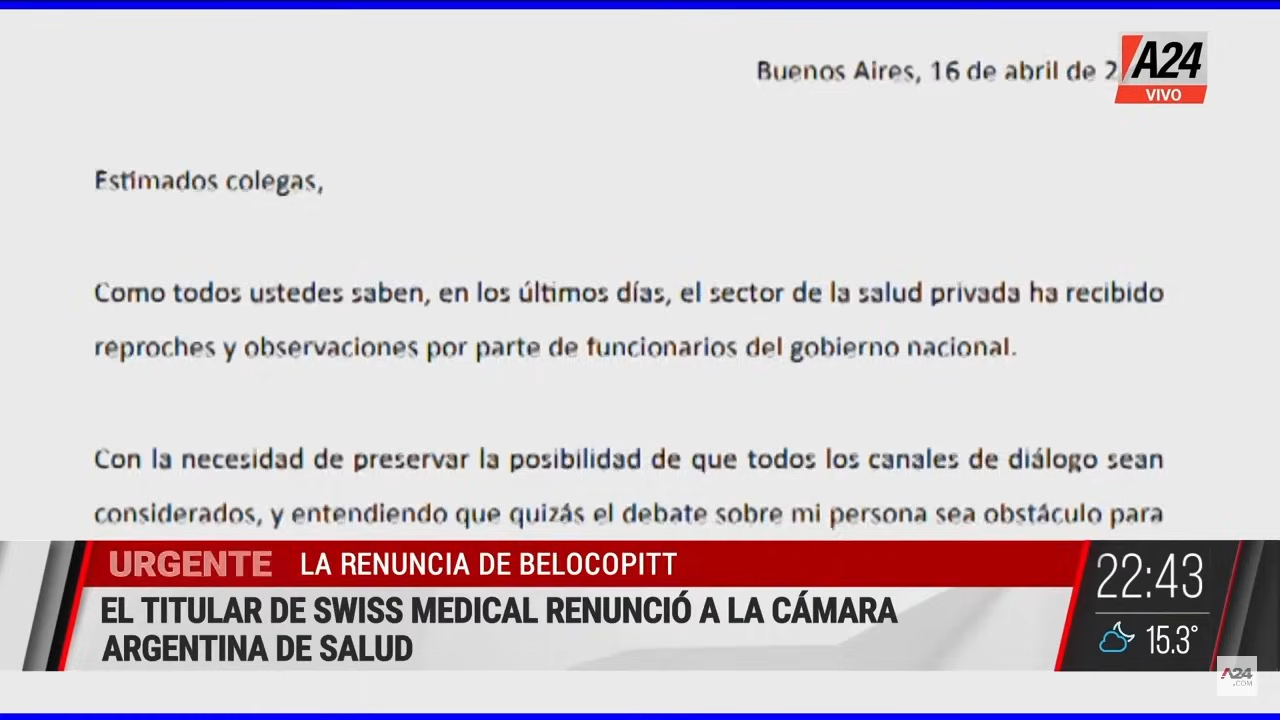 Buenos Aires, 16 de abril de 2
A24
VIVO
Estimados colegas,
Como todos ustedes saben, en los últimos días, el sector de la salud privada ha recibido
reproches y observaciones por parte de funcionarios del gobierno nacional.
Con la necesidad de preservar la posibilidad de que todos los canales de diálogo sean
considerados, y entendiendo que quizás el debate sobre mi persona sea obstáculo para
URGENTE LA RENUNCIA DE BELOCOPITT
EL TITULAR DE SWISS MEDICAL RENUNCIÓ A LA CÁMARA
ARGENTINA DE SALUD
22:43
15.3°
A24
.COM